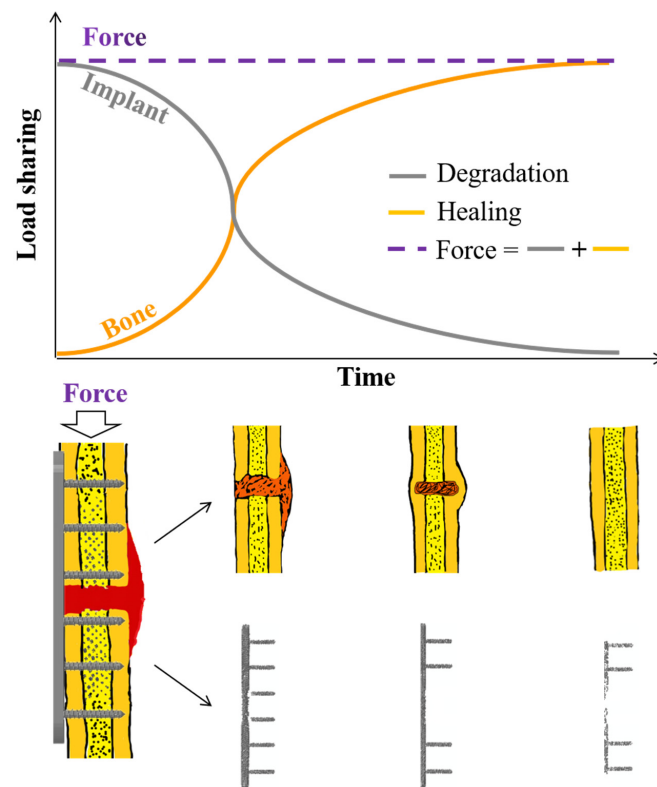 Force
Implant
Load sharing
Degradation
Healing
Force = +
Bone
Time
Force